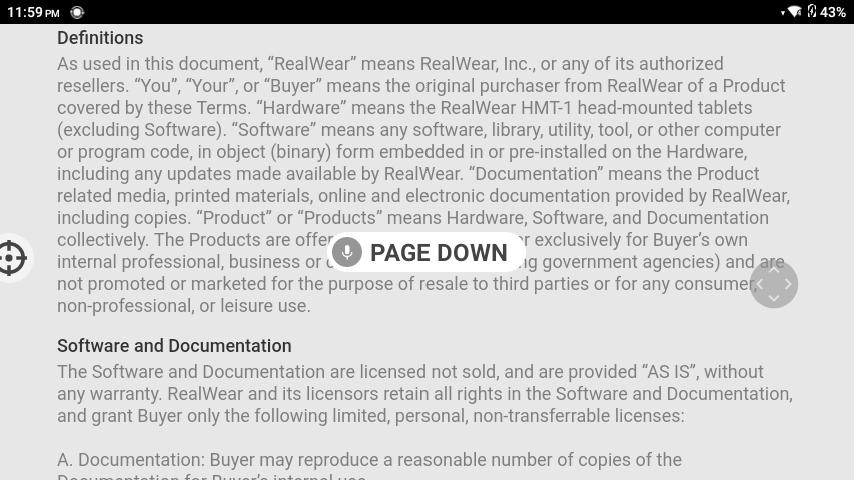 11:59 PM
43%
Definitions
As used in this document, “RealWear” means RealWear, Inc., or any of its authorized
resellers. “You”, “Your”, or “Buyer” means the original purchaser from RealWear of a Product
covered by these Terms. “Hardware” means the RealWear HMT-1 head-mounted tablets
(excluding Software). “Software” means any software, library, utility, tool, or other computer
or program code, in object (binary) form embedded in or pre-installed on the Hardware,
including any updates made available by RealWear. “Documentation” means the Product
related media, printed materials, online and electronic documentation provided by RealWear,
including copies. “Product” or “Products” means Hardware, Software, and Documentation
collectively. The Products are exclusively for Buyer’s own
PAGE DOWN
internal professional, business or government agencies) and are
not promoted or marketed for the purpose of resale to third parties or for any consumer,
non-professional, or leisure use.
Software and Documentation
The Software and Documentation are licensed not sold, and are provided “AS IS”, without
any warranty. RealWear and its licensors retain all rights in the Software and Documentation,
and grant Buyer only the following limited, personal, non-transferrable licenses:
A. Documentation: Buyer may reproduce a reasonable number of copies of the
Documentation for Buyer’s internal use